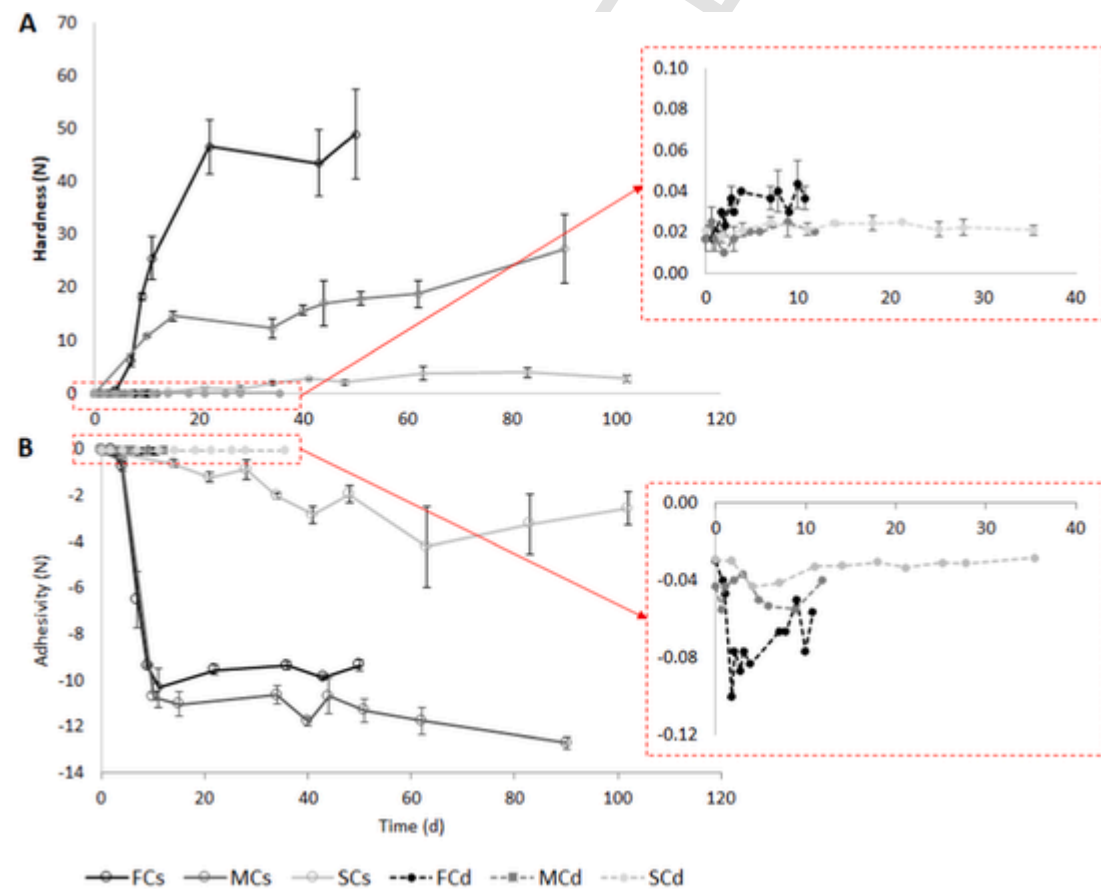 A
Hardness (N)
70
60
50
40
30
20
10
0
0 20 40 60 80 100 120
0.10
0.08
0.06
0.04
0.02
0.00
0 10 20 30 40
B
Adhesivity (N)
0
-2
-4
-6
-8
-10
-12
-14
0 20 40 60 80 100 120
Time (d)
0.00
-0.04
-0.08
-0.12
0 10 20 30 40
FCs MCs SCs FCd MCd SCd